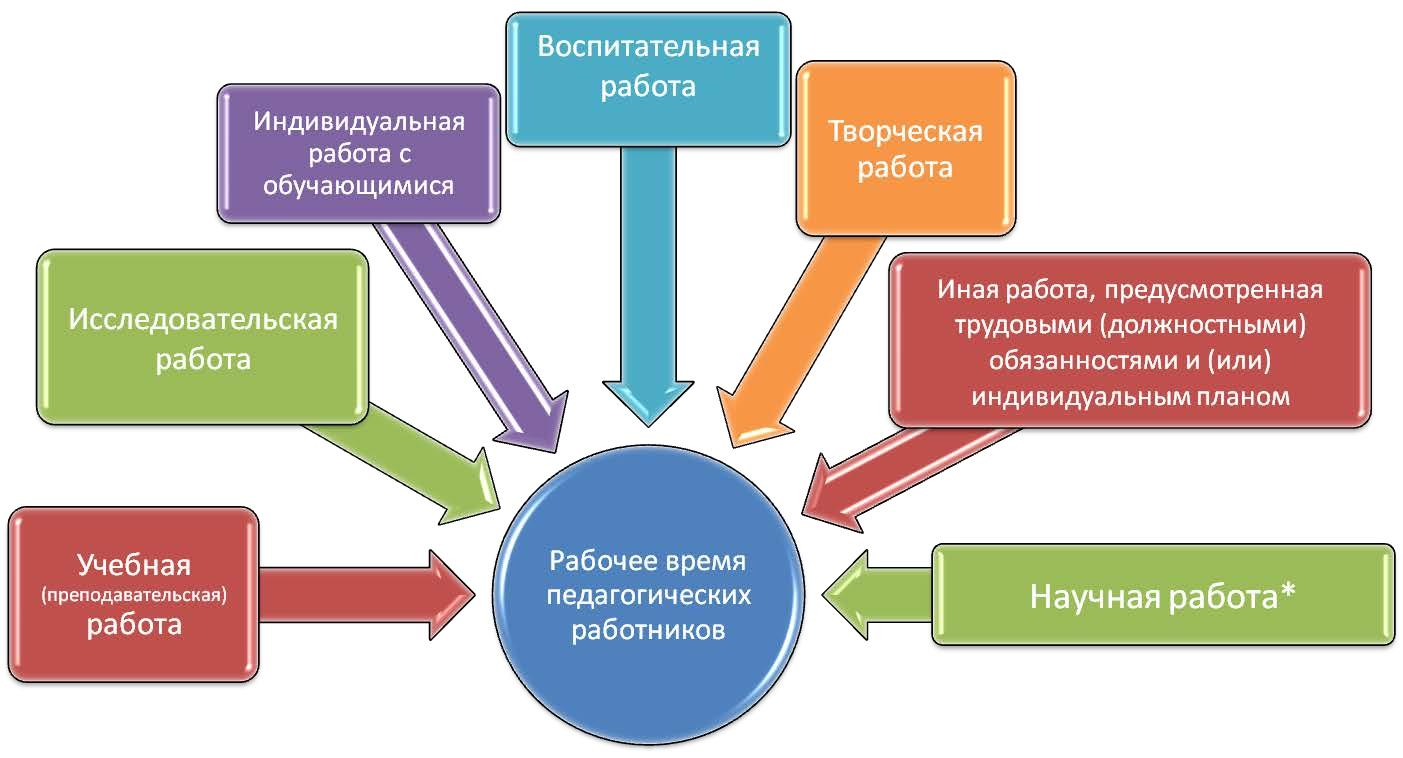 Воспитательная
работа
Индивидуальная
работа с
обучающимися
Творческая
работа
Исследовательская
работа
Иная работа, предусмотренная
трудовыми (должностными)
обязанностями и (или)
индивидуальным планом
Учебная
(преподавательская)
работа
Рабочее время
педагогических
работников
Научная работа*